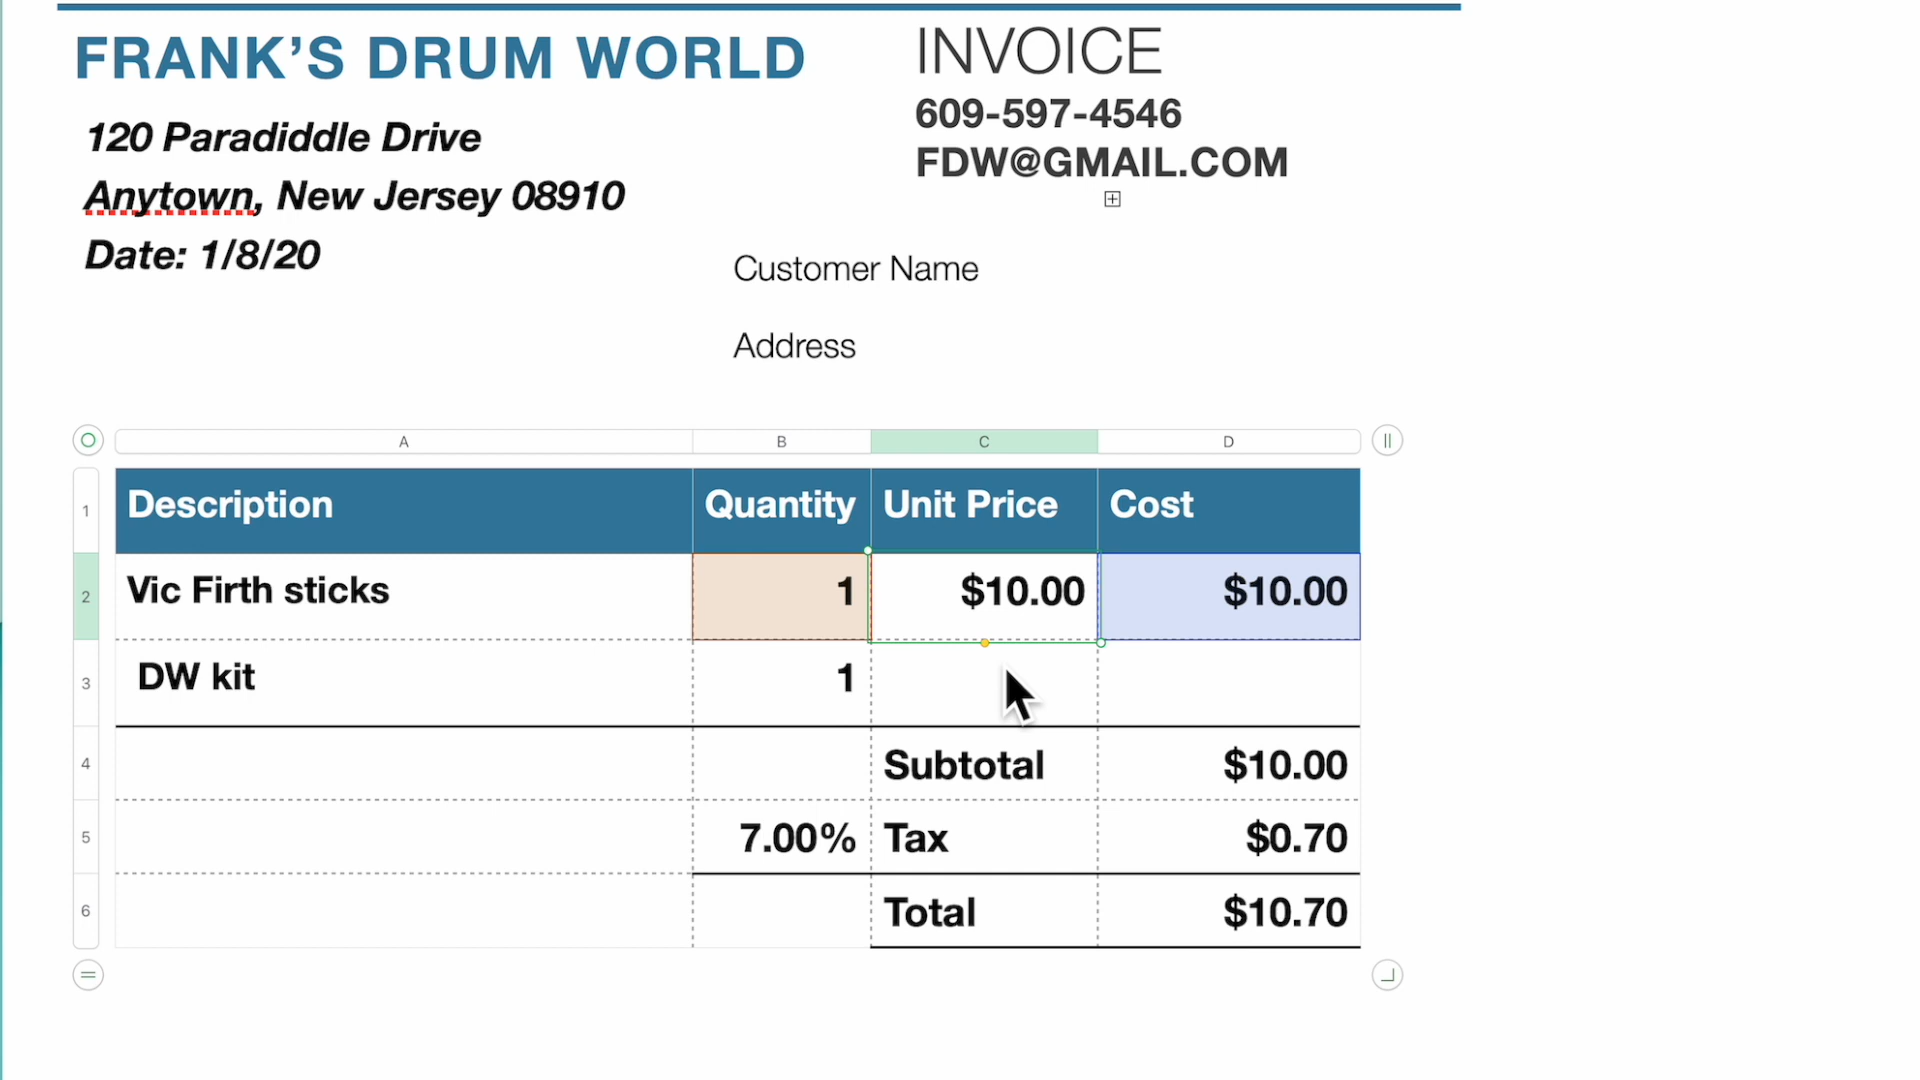 FRANK’S DRUM WORLD
120 Paradiddle Drive
Anytown, New Jersey 08910
Date: 1/8/20
INVOICE
609-597-4546
FDW@GMAIL.COM
Customer Name
Address
A B C D
1 Description Quantity Unit Price Cost
2 Vic Firth sticks 1 $10.00 $10.00
3 DW kit 1
4 Subtotal $10.00
5 7.00% Tax $0.70
6 Total $10.70